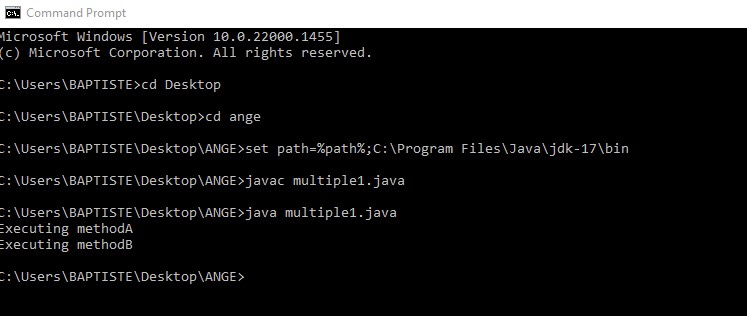 Command Prompt
Microsoft Windows [Version 10.0.22000.1455]
(c) Microsoft Corporation. All rights reserved.
C:\Users\BAPTISTE>cd Desktop
C:\Users\BAPTISTE\Desktop>cd ange
C:\Users\BAPTISTE\Desktop\ANGE>set path=%path%;C:\Program Files\Java\jdk-17\bin
C:\Users\BAPTISTE\Desktop\ANGE>javac multiple1.java
C:\Users\BAPTISTE\Desktop\ANGE>java multiple1.java
Executing methodA
Executing methodB
C:\Users\BAPTISTE\Desktop\ANGE>